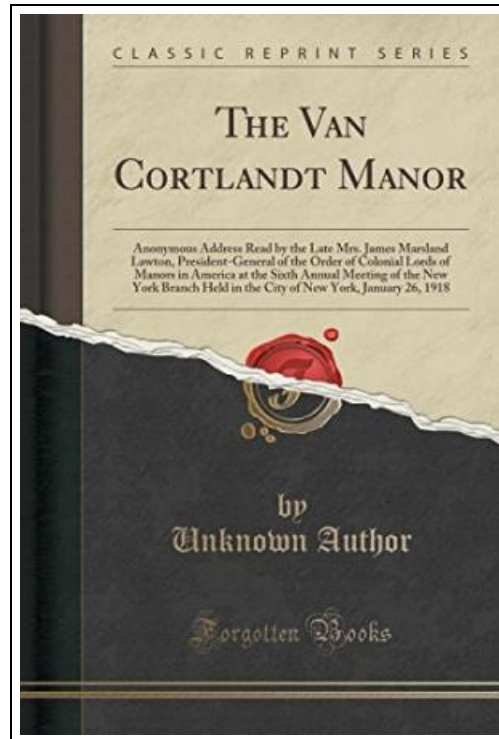 CLASSIC REPRINT SERIES
THE VAN
CORTLANDT MANOR
Anonymous Address Read by the Late Mrs. James Marsland
Lawton, President-General of the Order of Colonial Lords of
Manors in America at the Sixth Annual Meeting of the New
York Branch Held in the City of New York, January 26, 1918
by
Unknown Author
Forgotten Books